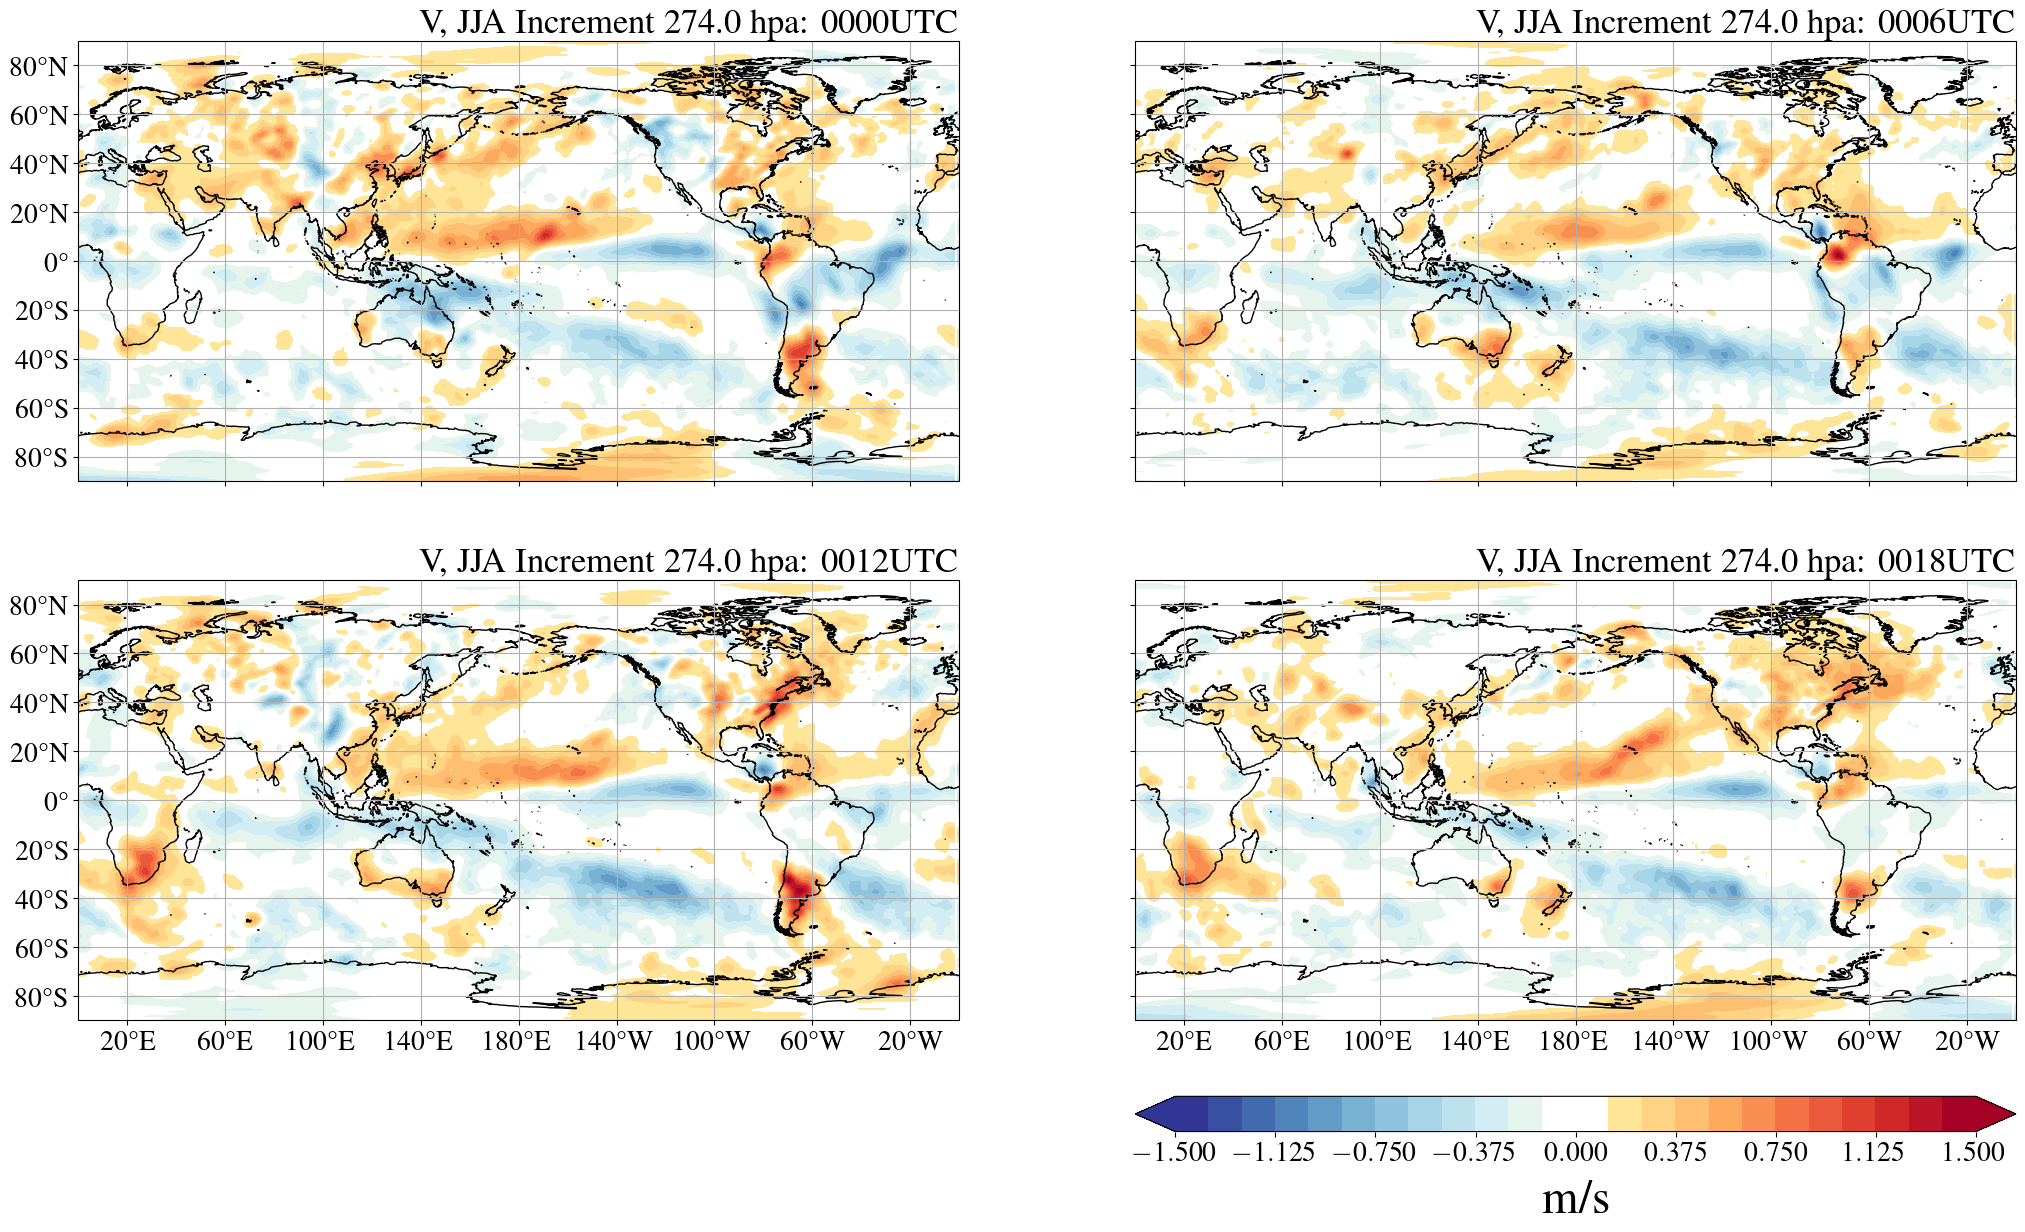 V, JJA Increment 274.0 hpa: 0000UTC
V, JJA Increment 274.0 hpa: 0006UTC
80°N
60°N
40°N
20°N
0°
20°S
40°S
60°S
80°S
V, JJA Increment 274.0 hpa: 0012UTC
V, JJA Increment 274.0 hpa: 0018UTC
80°N
60°N
40°N
20°N
0°
20°S
40°S
60°S
80°S
20°E 60°E 100°E 140°E 180°E 140°W 100°W 60°W 20°W
20°E 60°E 100°E 140°E 180°E 140°W 100°W 60°W 20°W
−1.500 −1.125 −0.750 −0.375 0.000 0.375 0.750 1.125 1.500
m/s